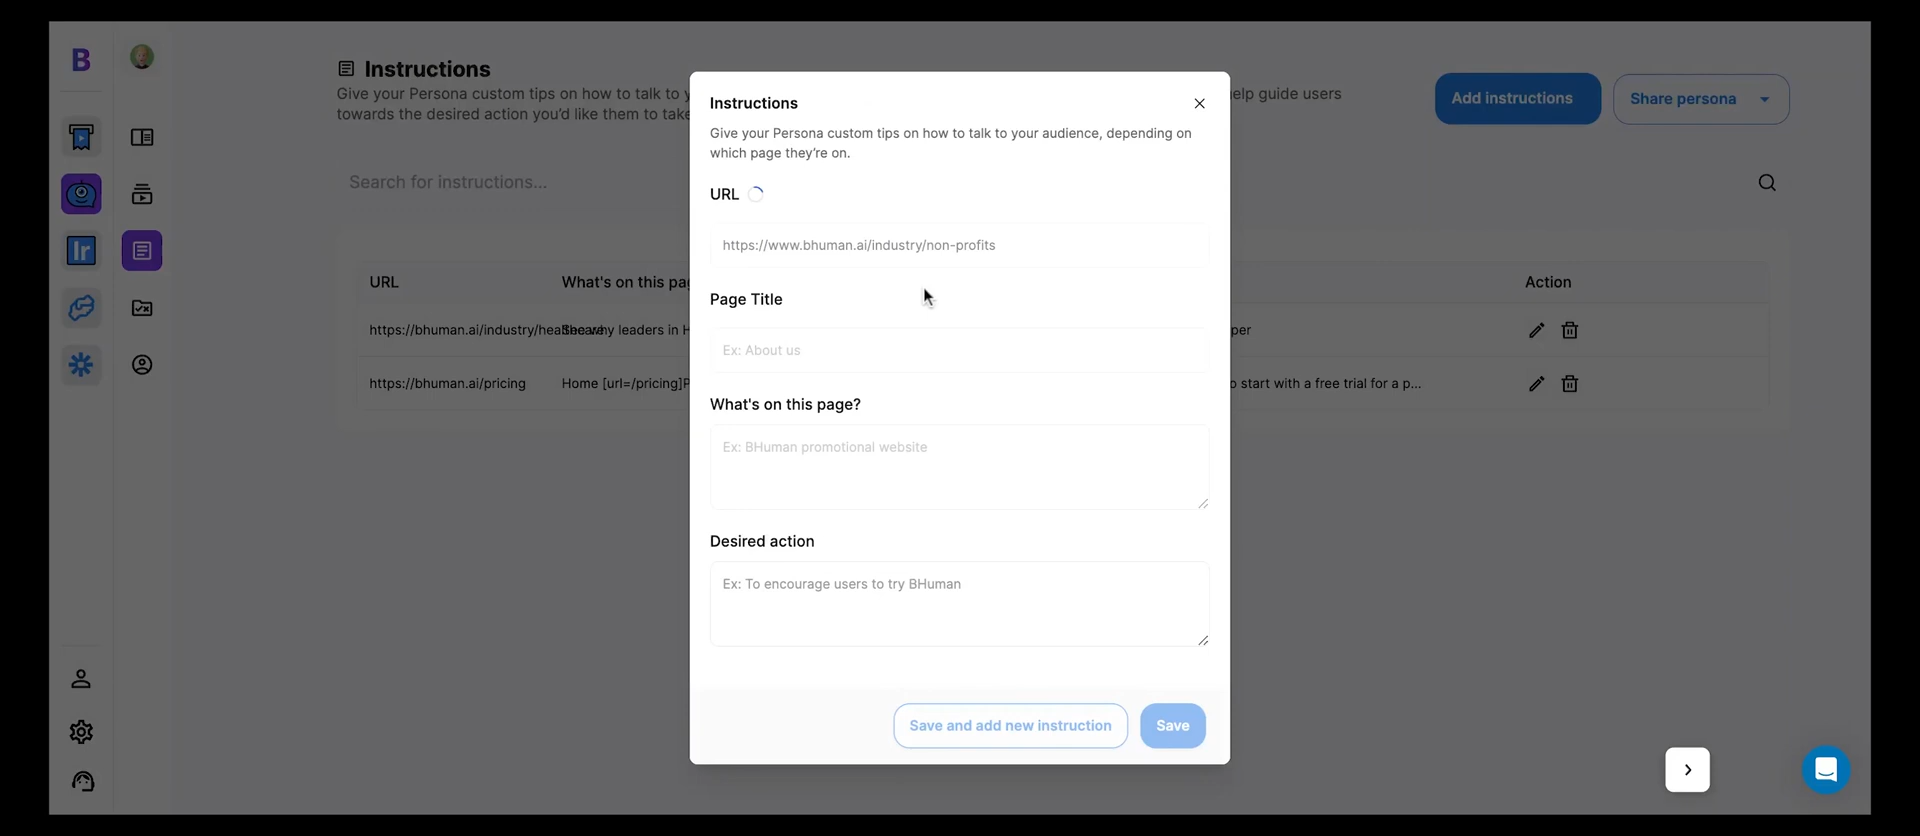 B
Instructions
Give your Persona custom tips on how to talk to y
elp guide users
towards the desired action you'd like them to take
Add instructions
Share persona
Search for instructions...
URL
What's on this pag
Action
https://bhuman.ai/industry/hea
why leaders in H
per
https://bhuman.ai/pricing
Home [url=/pricing]P
o start with a free trial for a p...
Ir
Instructions
Give your Persona custom tips on how to talk to your audience, depending on
which page they're on.
URL
https://www.bhuman.ai/industry/non-profits
Page Title
Ex: About us
What's on this page?
Ex: BHuman promotional website
Desired action
Ex: To encourage users to try BHuman
Save and add new instruction
Save